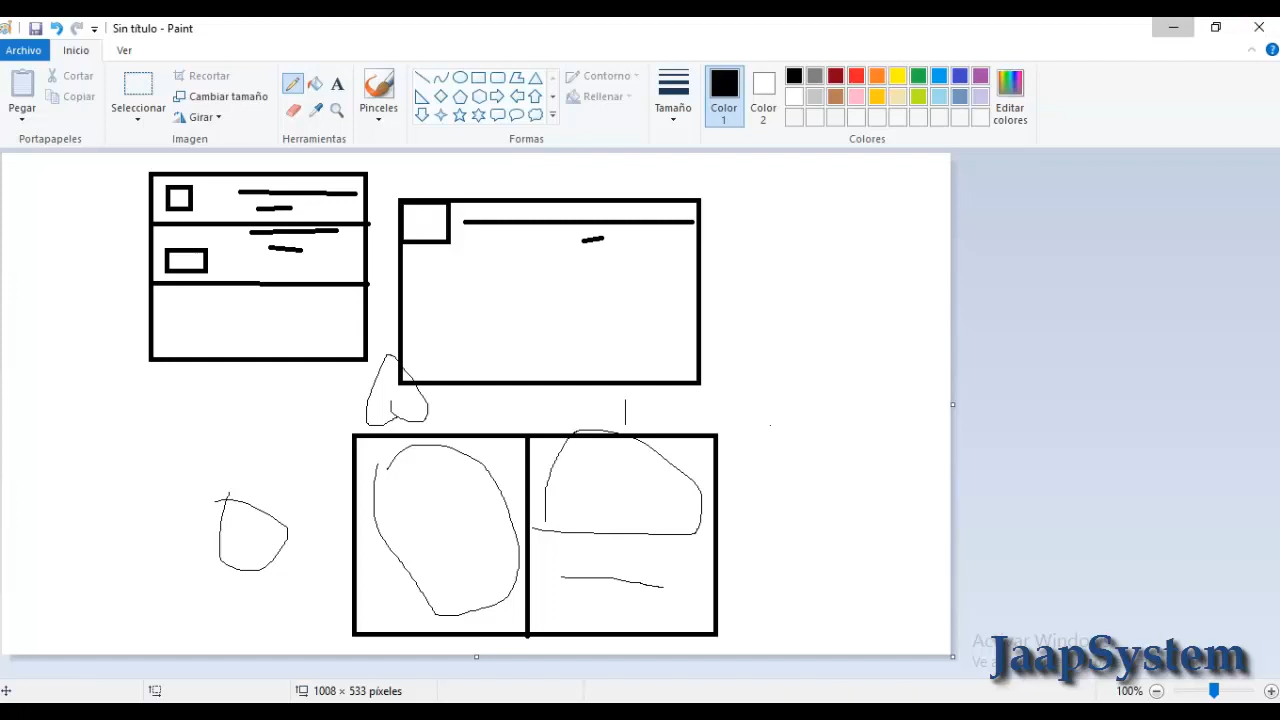 Sin título - Paint
Archivo Inicio Ver
Pegar
Cortar
Copiar
Portapapeles
Seleccionar
Recortar
Cambiar tamaño
Girar
Imagen
A
Herramientas
Pinceles
Contorno
Rellenar
Formas
Tamaño
Color 1
Color 2
Editar colores
Colores
JaapSystem
1008 × 533 píxeles
100%